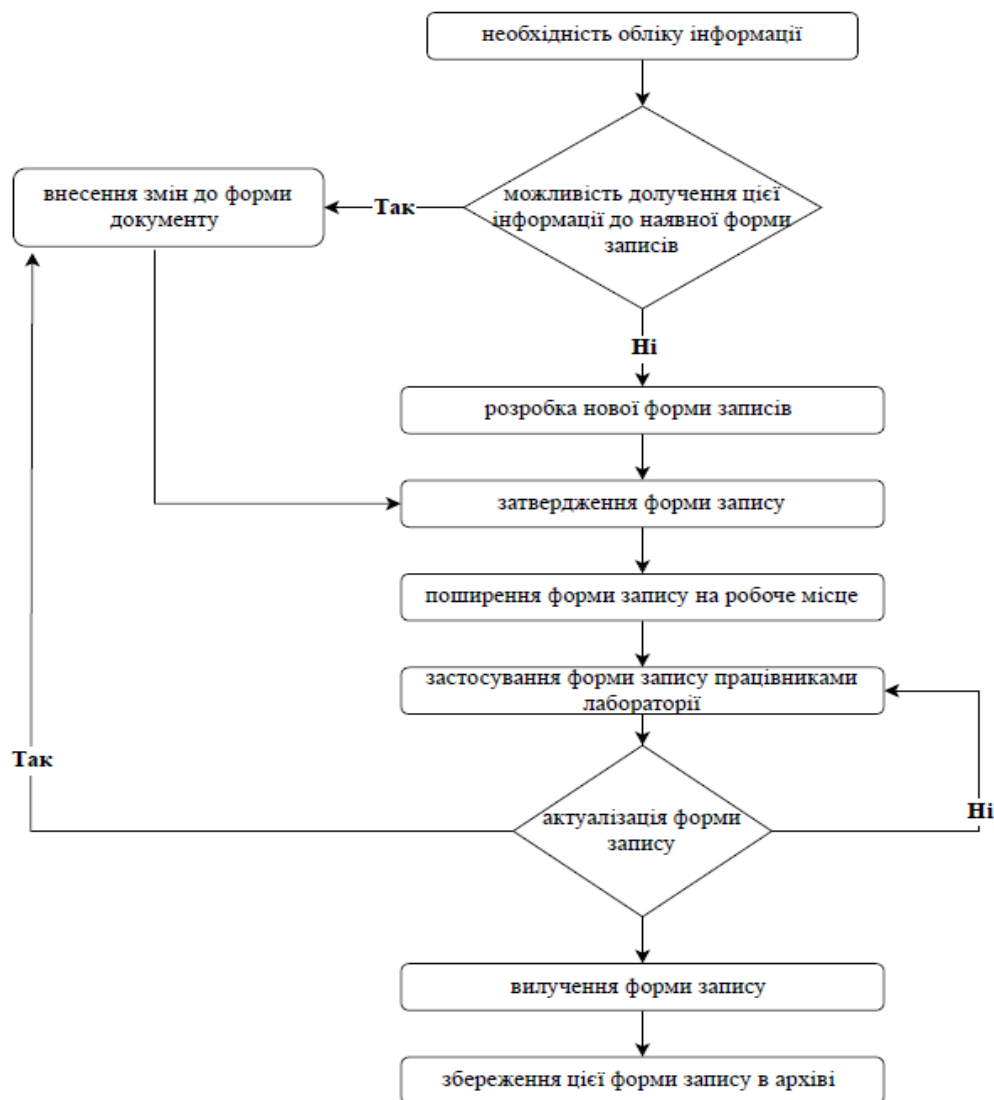 необхідність обліку інформації
можливість долучення цієї
інформації до наявної форми
записів
Так
внесення змін до форми
документу
Ні
розробка нової форми записів
затвердження форми запису
поширення форми запису на робоче місце
застосування форми запису працівниками
лабораторії
Так
актуалізація форми
запису
Ні
вилучення форми запису
збереження цієї форми запису в архіві